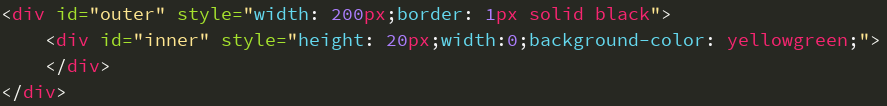 <div id="outer" style="width: 200px;border: 1px solid black">
    <div id="inner" style="height: 20px;width:0;background-color: yellowgreen;">
    </div>
</div>